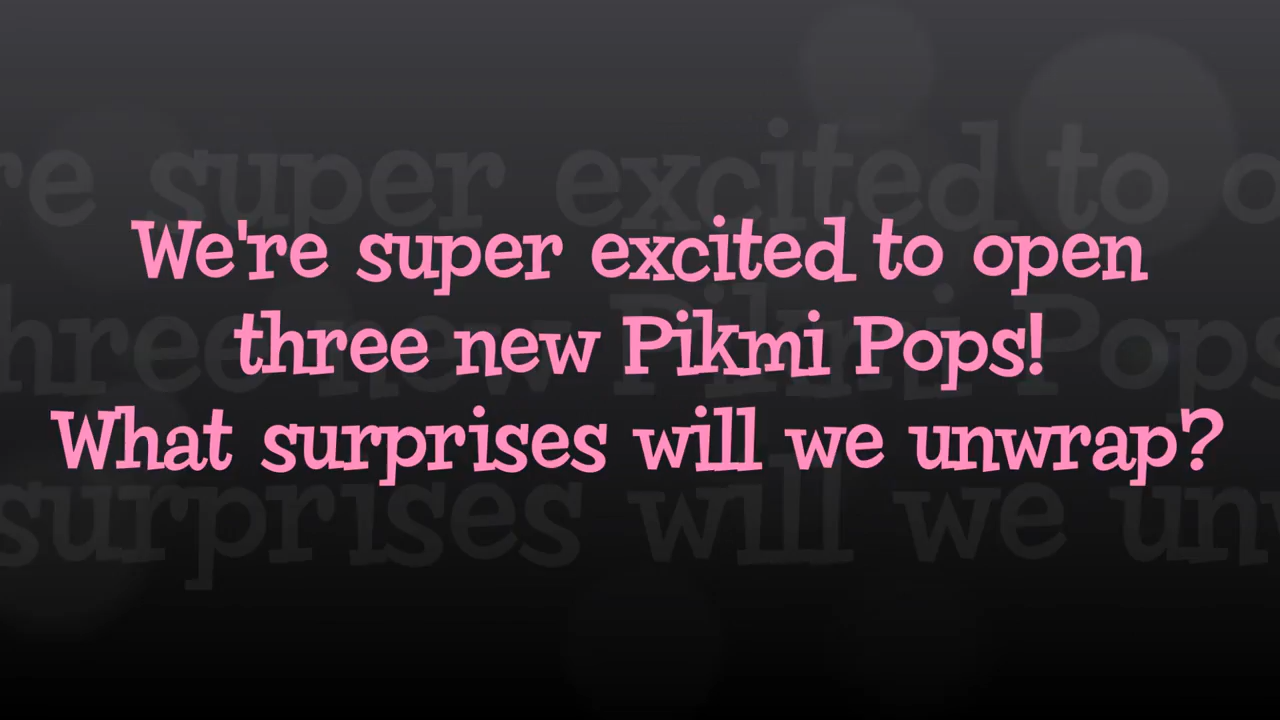 We're super excited to open
three new Pikmi Pops!
What surprises will we unwrap?